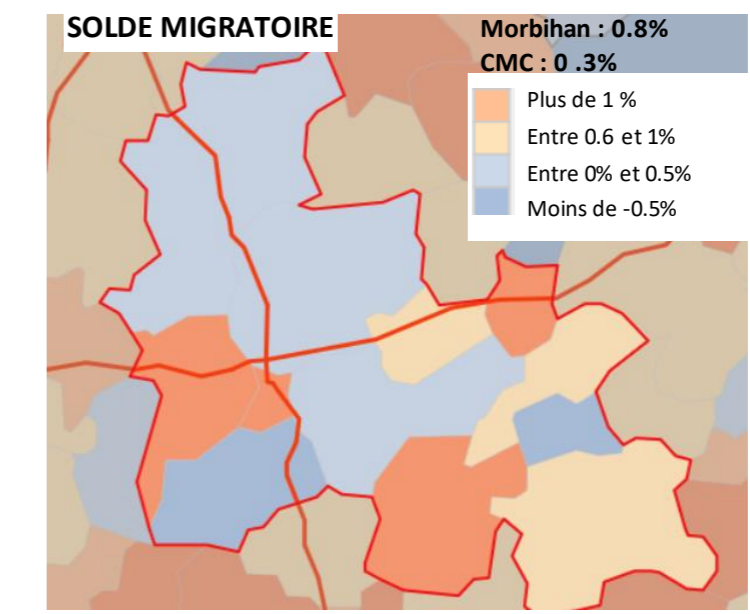 SOLDE MIGRATOIRE
Morbihan : 0.8%
CMC : 0 .3%
Plus de 1 %
Entre 0.6 et 1%
Entre 0% et 0.5%
Moins de -0.5%